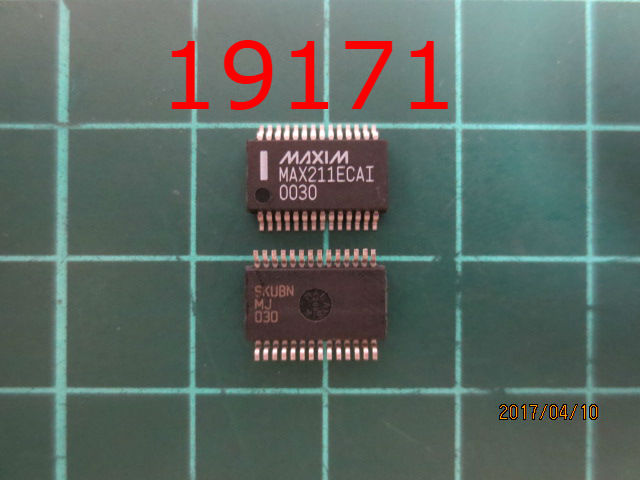 19171
MAXIM
MAX211ECAI
0030
SKUBN
MJ
030
2017/04/10